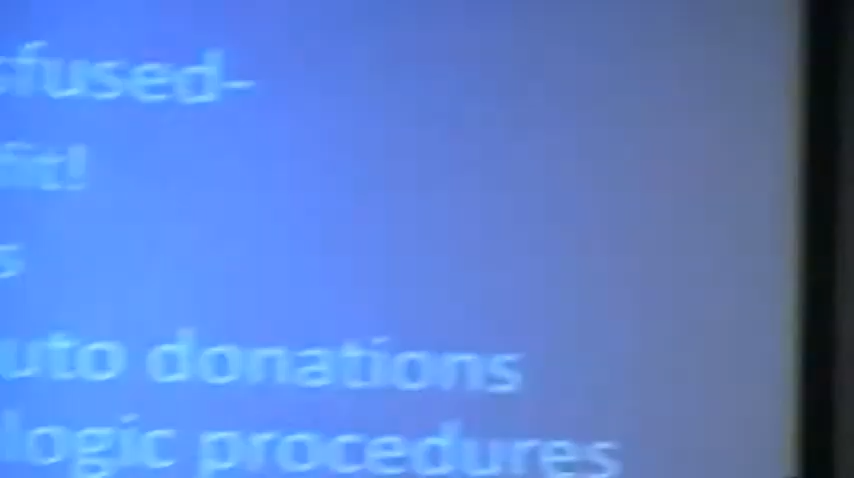 sfused-
fit!
s
uto donations
logic procedures